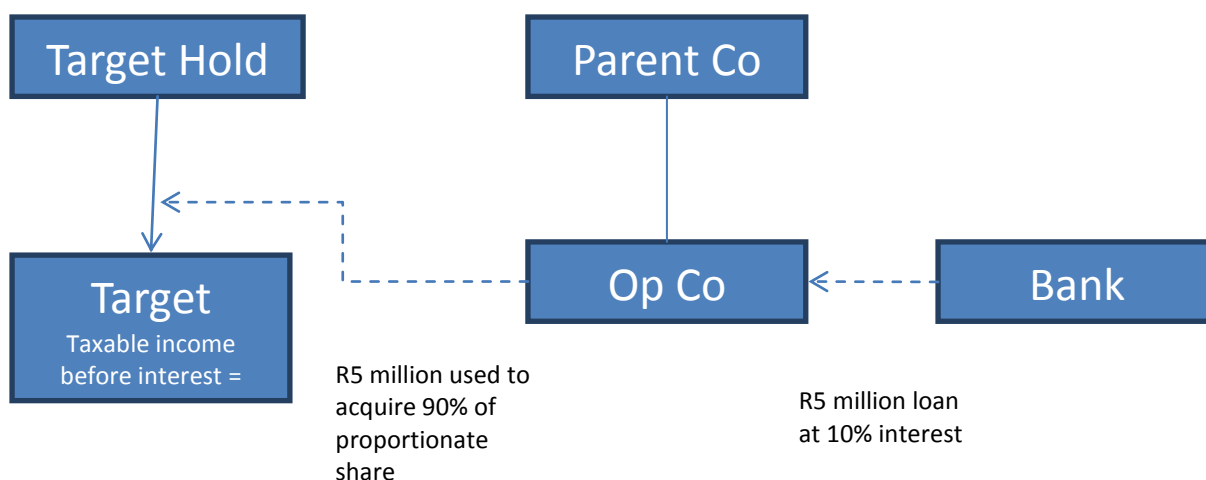 Target Hold
Parent Co
Target
Taxable income
before interest =
Op Co
Bank
R5 million used to
acquire 90% of
proportionate
share
R5 million loan
at 10% interest